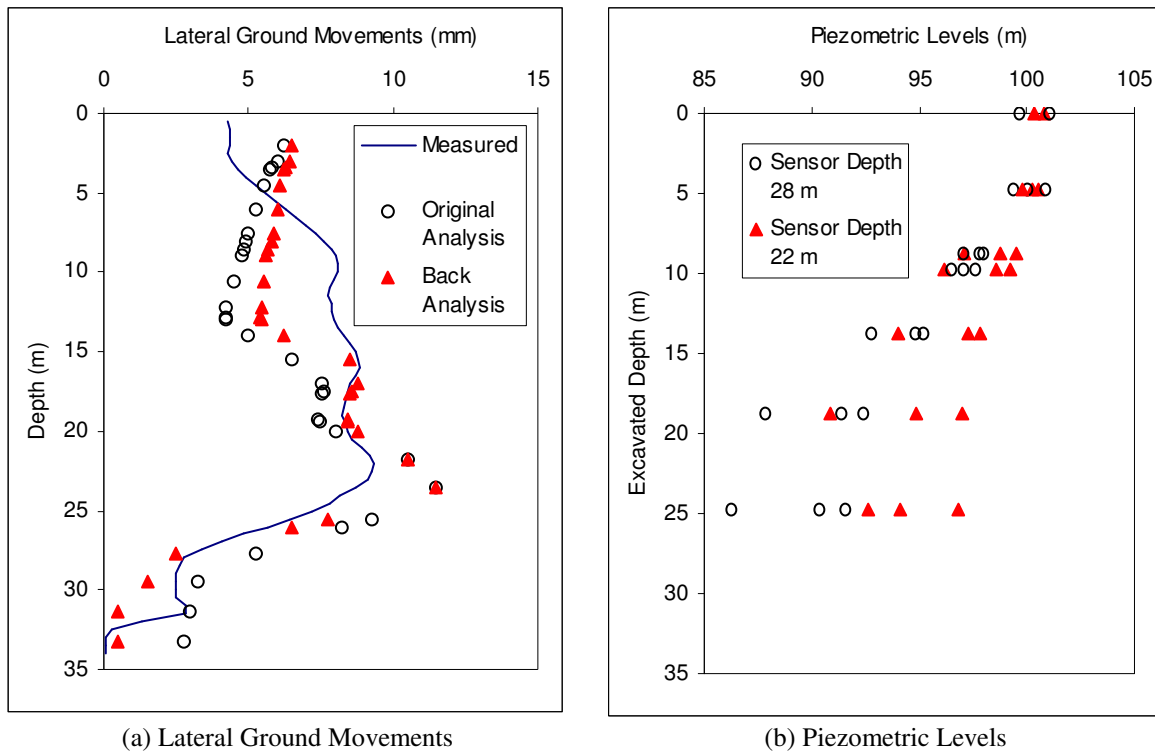 Lateral Ground Movements (mm)
0 5 10 15
0
5
10
15
20
25
30
35
Depth (m)
Measured
Original
Analysis
Back
Analysis
(a) Lateral Ground Movements
Piezometric Levels (m)
85 90 95 100 105
0
5
10
15
20
25
30
35
Excavated Depth (m)
Sensor Depth
28 m
Sensor Depth
22 m
(b) Piezometric Levels